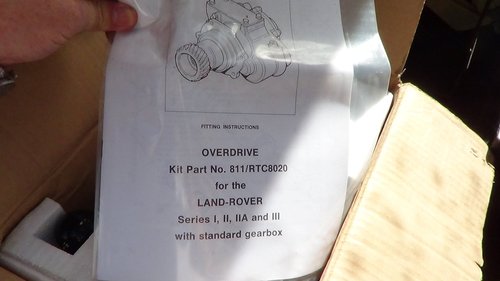 FITTING INSTRUCTIONS
OVERDRIVE
Kit Part No. 811/RTC8020
for the
LAND-ROVER
Series I, II, IIA and III
with standard gearbox